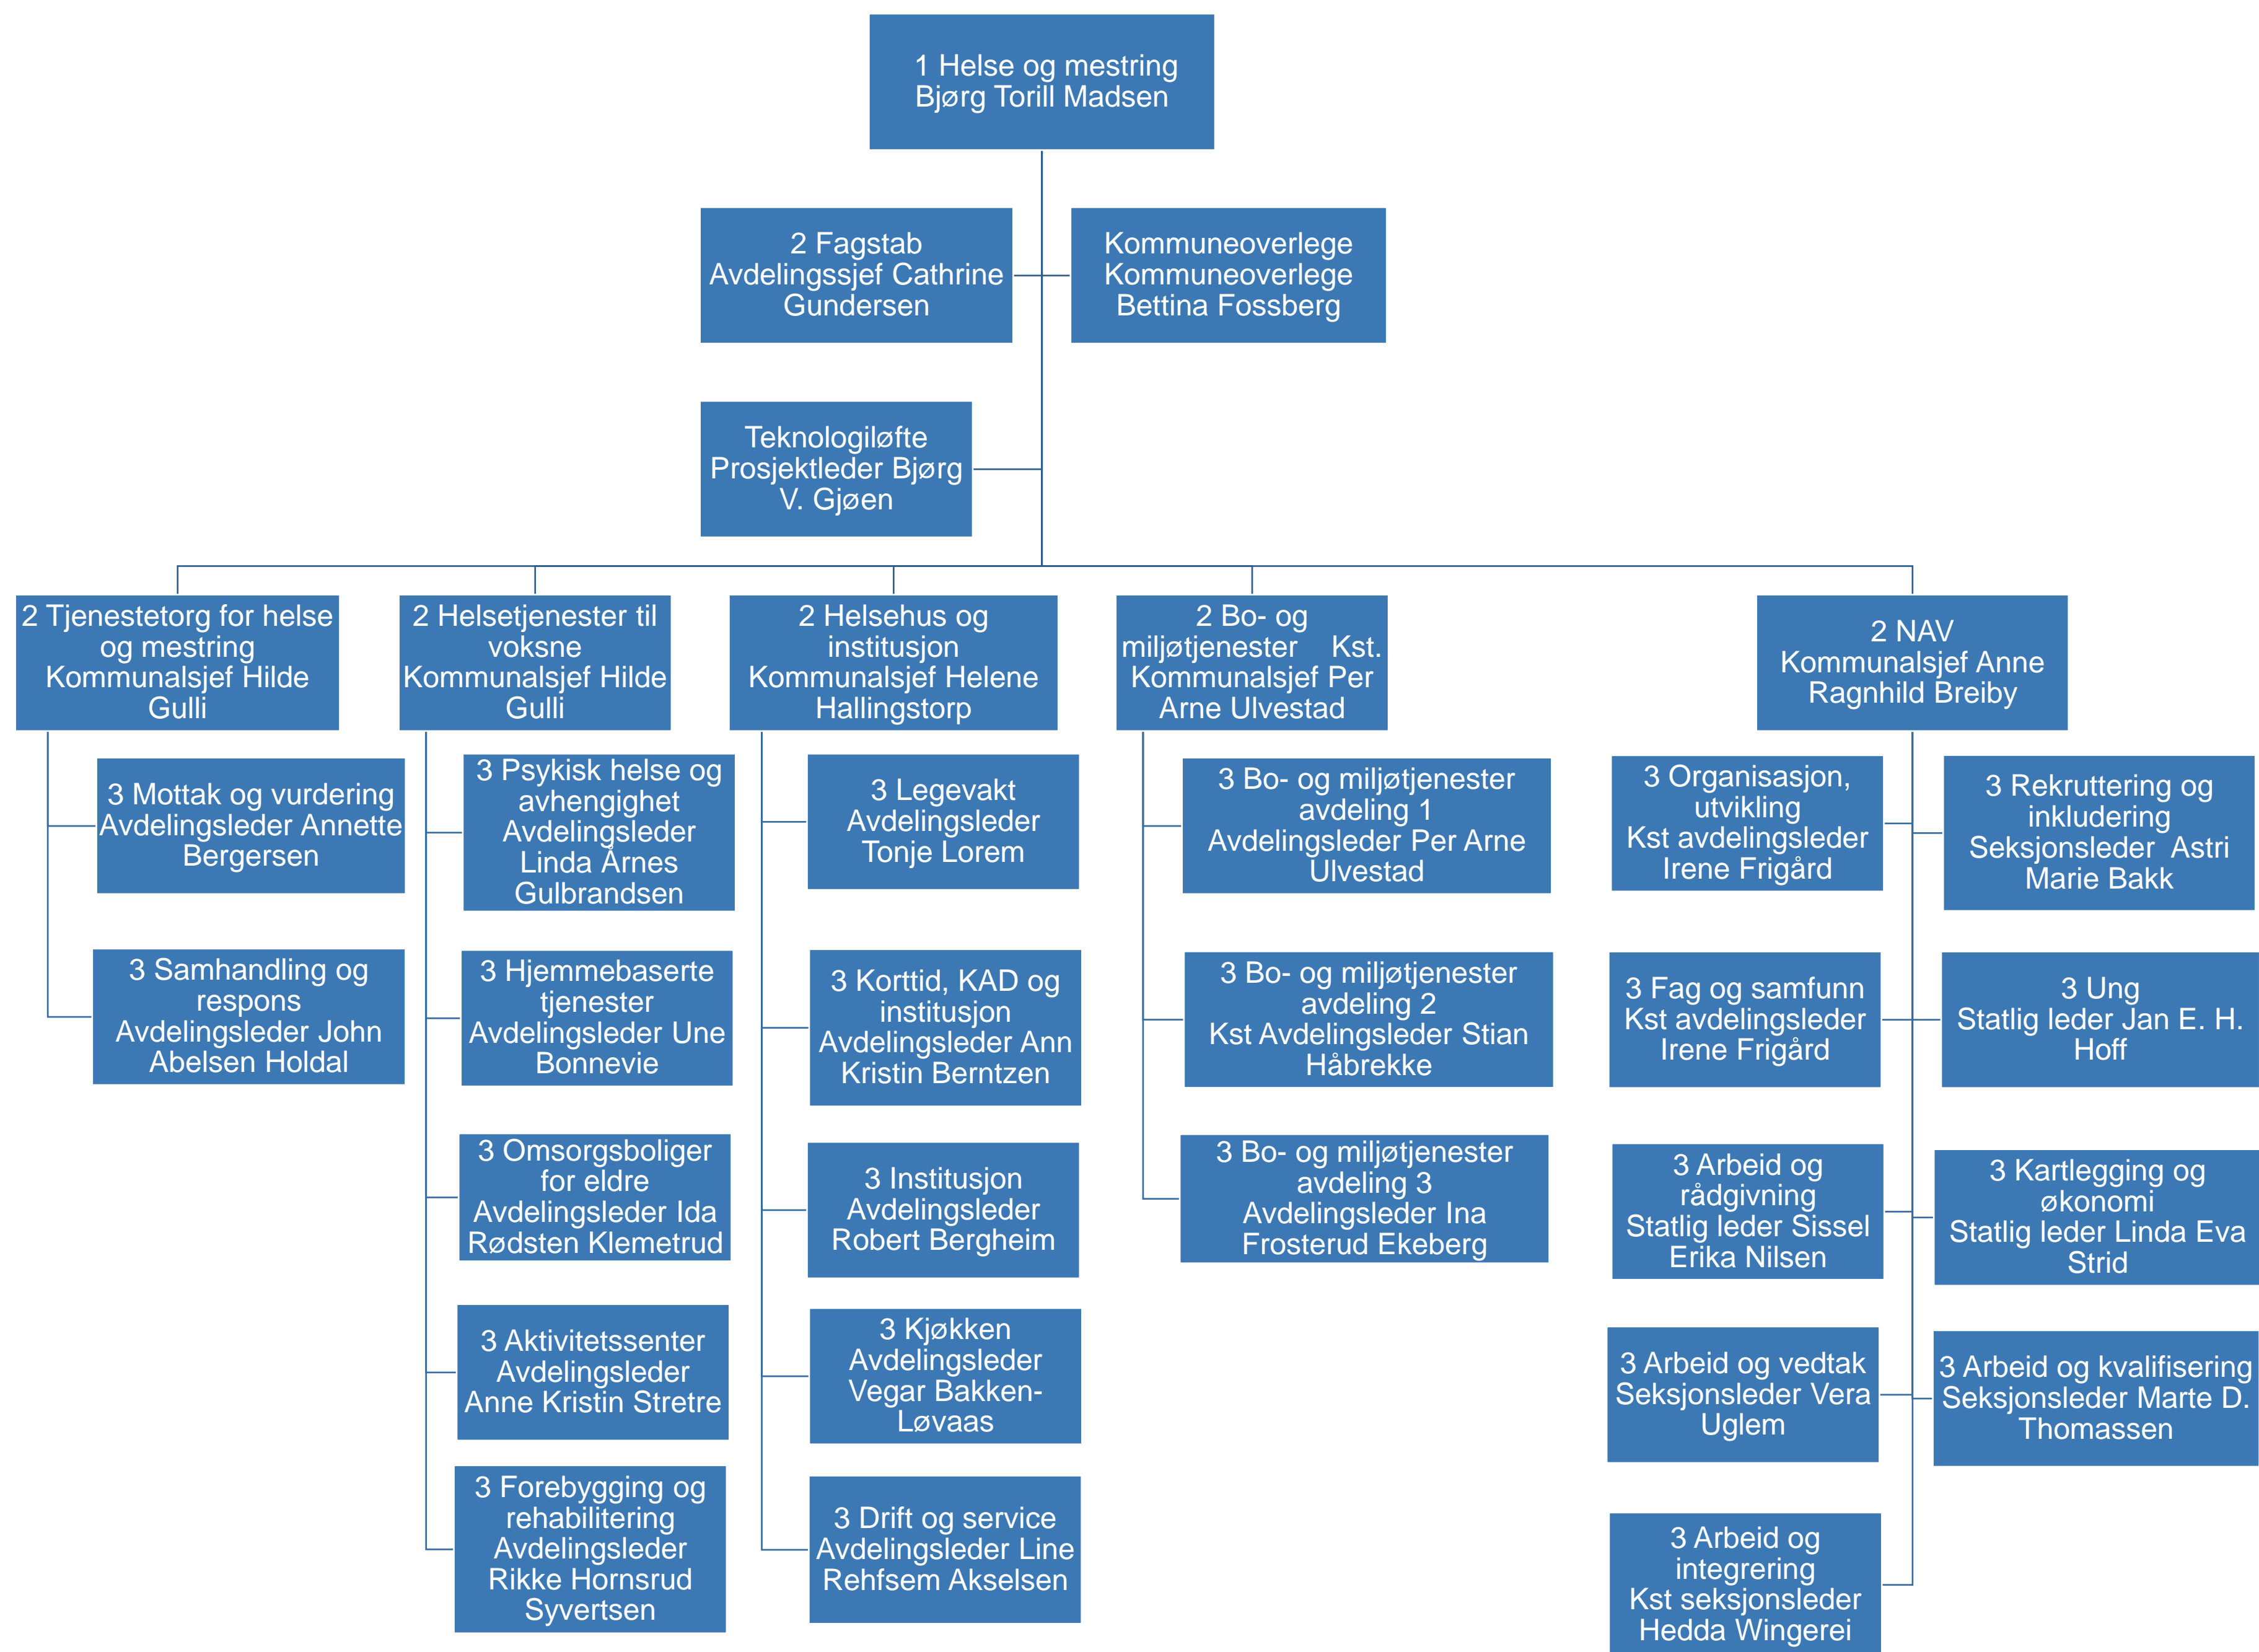 1 Helse og mestring
Bjørg Torill Madsen
2 Fagstab
Avdelingssjef Cathrine
Gundersen
Kommuneoverlege
Kommuneoverlege
Bettina Fossberg
Teknologiløfte
Prosjektleder Bjørg
V. Gjøen
2 Tjenestetorg for helse
og mestring
Kommunalsjef Hilde
Gulli
3 Mottak og vurdering
Avdelingsleder Annette
Bergersen
3 Samhandling og
respons
Avdelingsleder John
Abelsen Holdal
2 Helsetjenester til
voksne
Kommunalsjef Hilde
Gulli
3 Psykisk helse og
avhengighet
Avdelingsleder
Linda Årnes
Gulbrandsen
3 Hjemmebaserte
tjenester
Avdelingsleder Une
Bonnevie
3 Omsorgsboliger
for eldre
Avdelingsleder Ida
Rødsten Klemetrud
3 Aktivitetssenter
Avdelingsleder
Anne Kristin Stretre
3 Forebygging og
rehabilitering
Avdelingsleder
Rikke Hornsrud
Syvertsen
2 Helsehus og
institusjon
Kommunalsjef Helene
Hallingstorp
3 Legevakt
Avdelingsleder
Tonje Lorem
3 Korttid, KAD og
institusjon
Avdelingsleder Ann
Kristin Berntzen
3 Institusjon
Avdelingsleder
Robert Bergheim
3 Kjøkken
Avdelingsleder
Vegar Bakken-
Løvaas
3 Drift og service
Avdelingsleder Line
Rehfsem Akselsen
2 Bo- og
miljøtjenester Kst.
Kommunalsjef Per
Arne Ulvestad
3 Bo- og miljøtjenester
avdeling 1
Avdelingsleder Per Arne
Ulvestad
3 Bo- og miljøtjenester
avdeling 2
Kst Avdelingsleder Stian
Håbrekke
3 Bo- og miljøtjenester
avdeling 3
Avdelingsleder Ina
Frosterud Ekeberg
2 NAV
Kommunalsjef Anne
Ragnhild Breiby
3 Organisasjon,
utvikling
Kst avdelingsleder
Irene Frigård
3 Rekruttering og
inkludering
Seksjonsleder Astri
Marie Bakk
3 Fag og samfunn
Kst avdelingsleder
Irene Frigård
3 Ung
Statlig leder Jan E. H.
Hoff
3 Arbeid og
rådgivning
Statlig leder Sissel
Erika Nilsen
3 Kartlegging og
økonomi
Statlig leder Linda Eva
Strid
3 Arbeid og vedtak
Seksjonsleder Vera
Uglem
3 Arbeid og kvalifisering
Seksjonsleder Marte D.
Thomassen
3 Arbeid og
integrering
Kst seksjonsleder
Hedda Wingerei